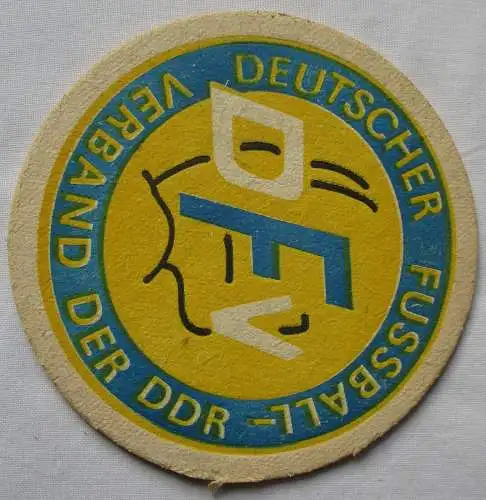 DEUTSCHER FUSSBALL-
VERBAND DER DDR
DFV